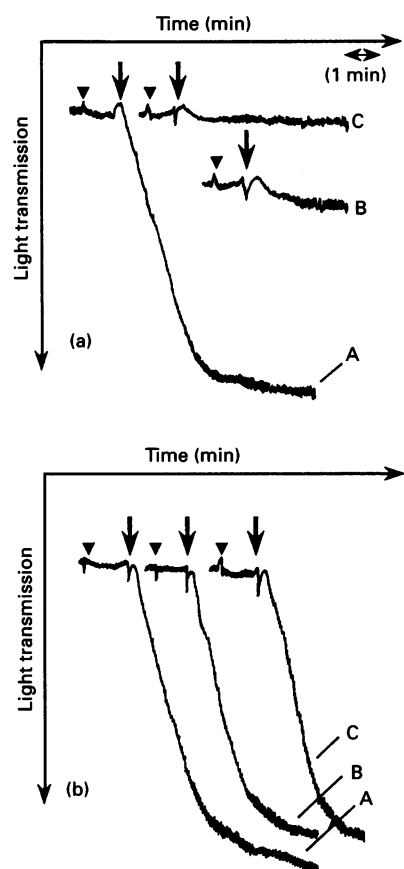 Time (min)
(1 min)
C
B
Light transmission
(a)
A
Time (min)
Light transmission
C
B
A
(b)